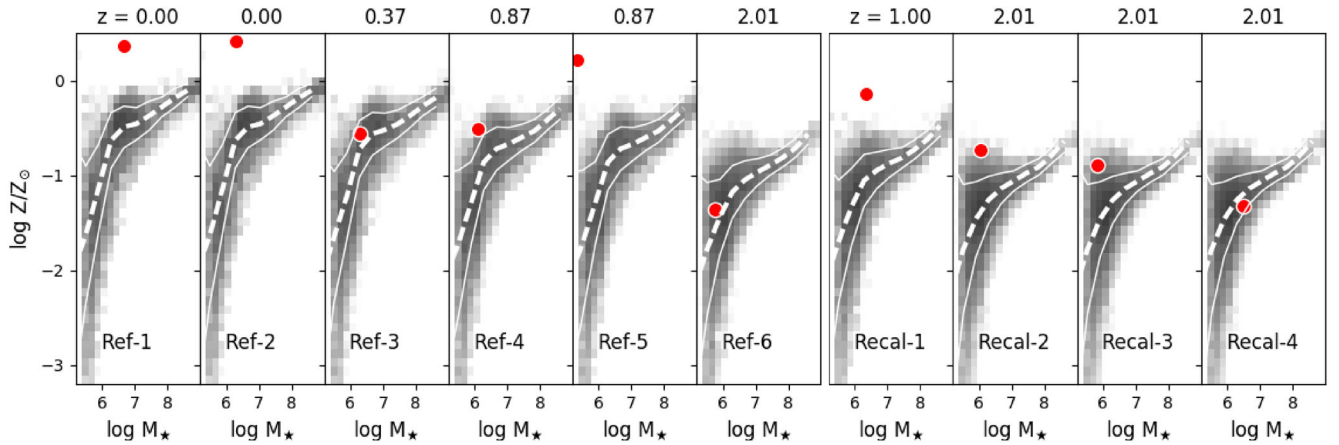 z = 0.00 0.00 0.37 0.87 0.87 2.01 z = 1.00 2.01 2.01 2.01
0
−1
−2
−3
log Z/Z⊙
Ref-1 Ref-2 Ref-3 Ref-4 Ref-5 Ref-6 Recal-1 Recal-2 Recal-3 Recal-4
6 7 8 6 7 8 6 7 8 6 7 8 6 7 8 6 7 8 6 7 8 6 7 8 6 7 8 6 7 8
log M★ log M★ log M★ log M★ log M★ log M★ log M★ log M★ log M★ log M★